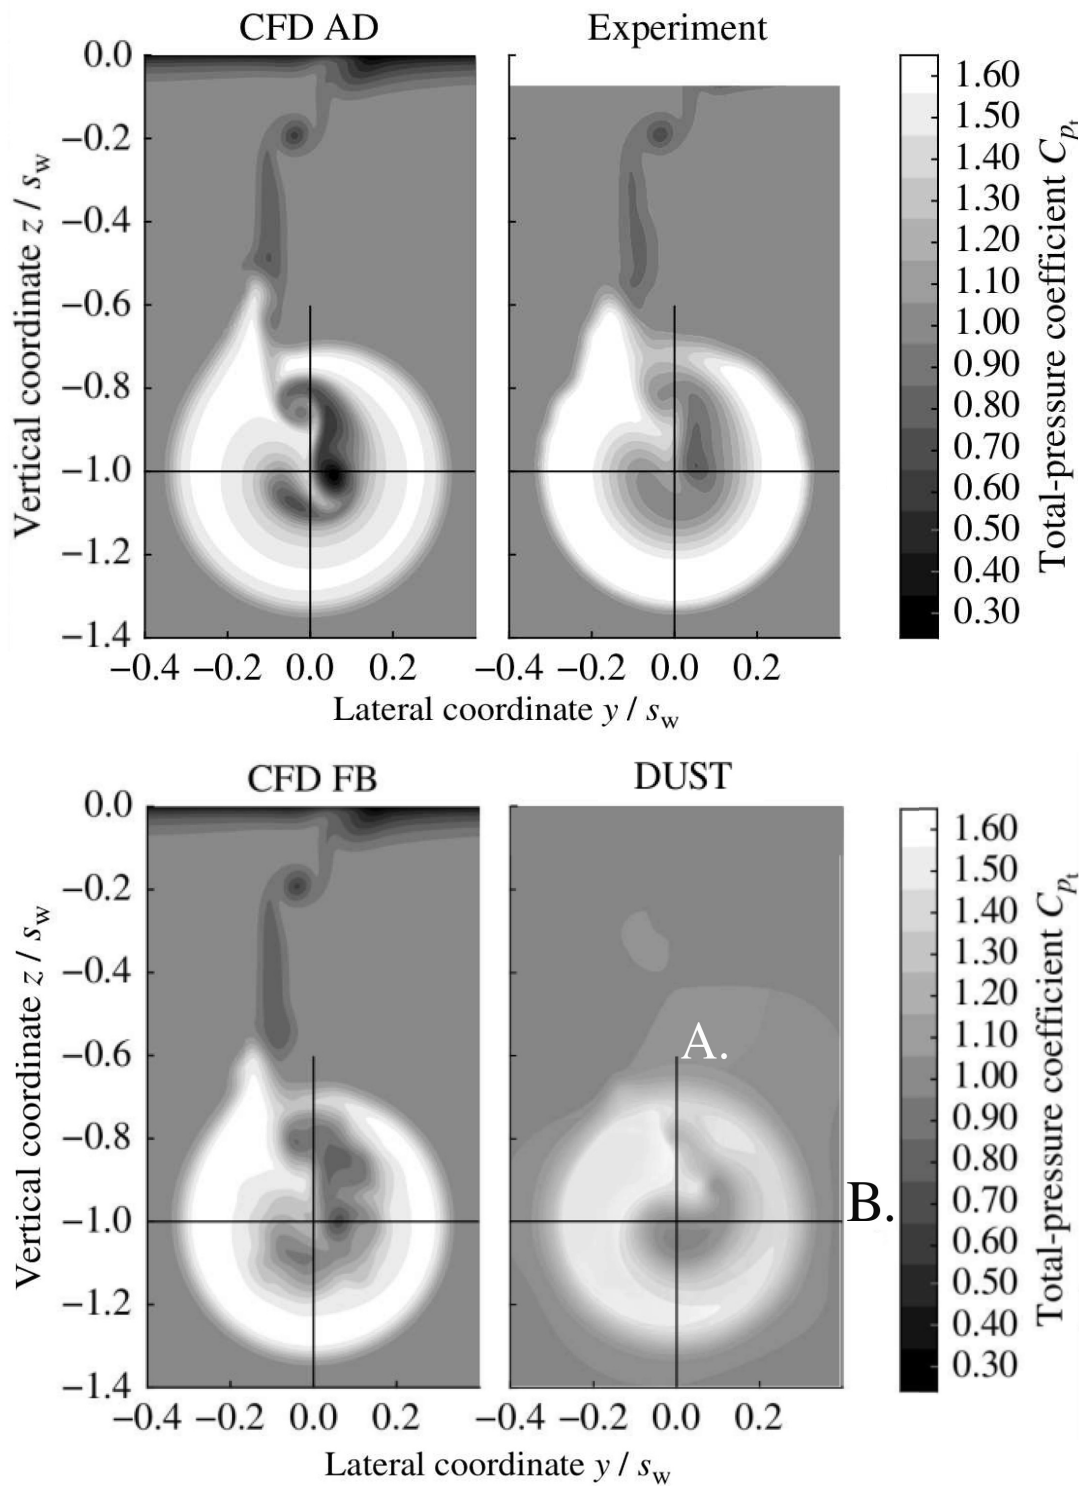 CFD AD
Experiment
0.0
−0.2
−0.4
−0.6
−0.8
−1.0
−1.2
−1.4
Vertical coordinate z / s_w
−0.4 −0.2 0.0 0.2
−0.4 −0.2 0.0 0.2
Lateral coordinate y / s_w
1.60
1.50
1.40
1.30
1.20
1.10
1.00
0.90
0.80
0.70
0.60
0.50
0.40
0.30
Total-pressure coefficient C_{p_t}
CFD FB
DUST
0.0
−0.2
−0.4
−0.6
−0.8
−1.0
−1.2
−1.4
Vertical coordinate z / s_w
A.
B.
−0.4 −0.2 0.0 0.2
−0.4 −0.2 0.0 0.2
Lateral coordinate y / s_w
1.60
1.50
1.40
1.30
1.20
1.10
1.00
0.90
0.80
0.70
0.60
0.50
0.40
0.30
Total-pressure coefficient C_{p_t}